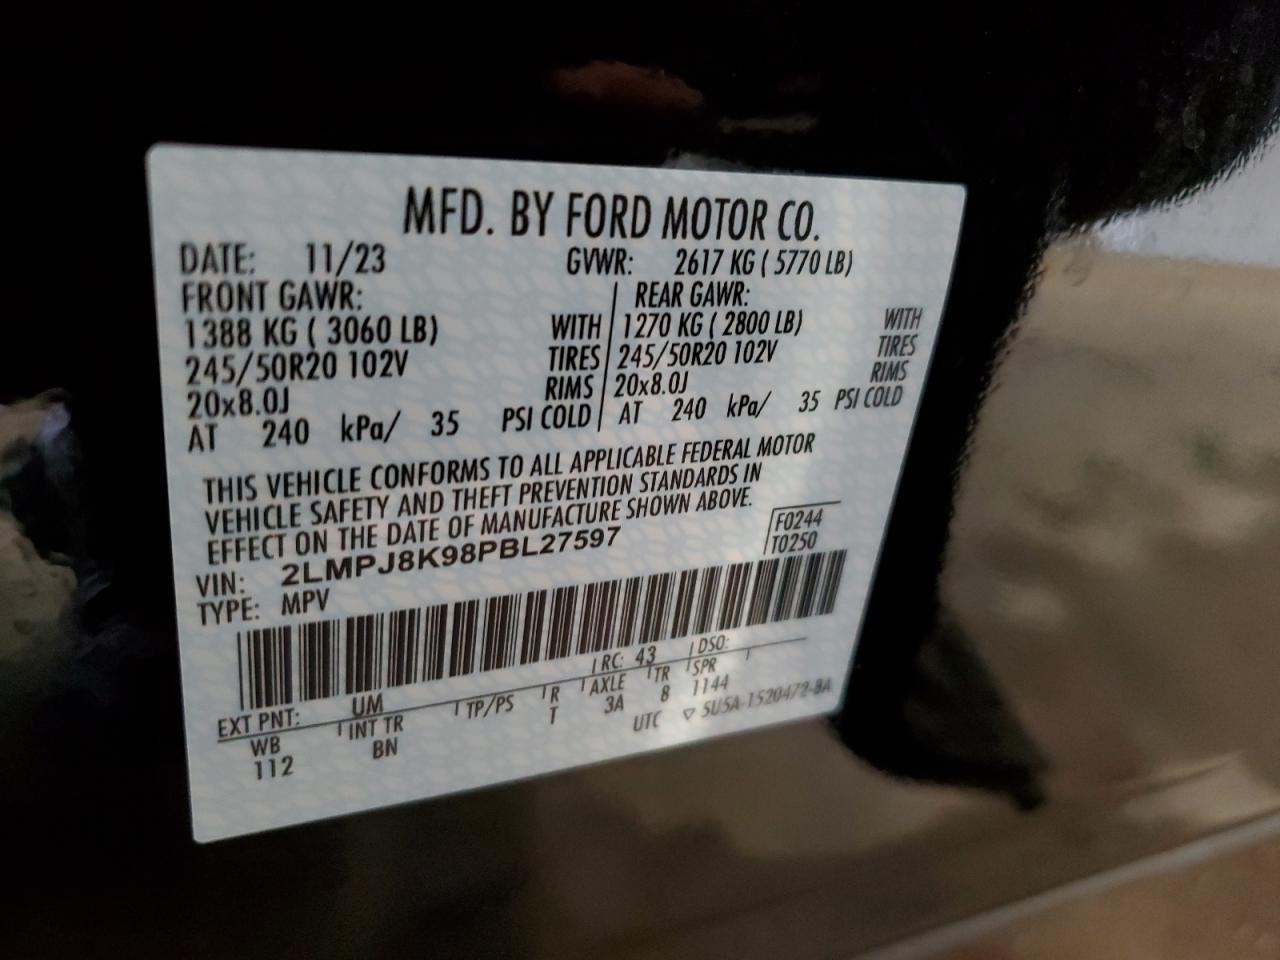 MFD. BY FORD MOTOR CO.
DATE: 11/23 GVWR: 2617 KG ( 5770 LB)
FRONT GAWR: REAR GAWR:
1388 KG ( 3060 LB) WITH 1270 KG ( 2800 LB) WITH
245/50R20 102V TIRES 245/50R20 102V TIRES
20x8.0J RIMS 20x8.0J RIMS
AT 240 kPa/ 35 PSI COLD AT 240 kPa/ 35 PSI COLD
THIS VEHICLE CONFORMS TO ALL APPLICABLE FEDERAL MOTOR
VEHICLE SAFETY AND THEFT PREVENTION STANDARDS IN
EFFECT ON THE DATE OF MANUFACTURE SHOWN ABOVE.
VIN: 2LMPJ8K98PBL27597 F0244
TYPE: MPV T0250
EXT PNT: UM RC: 43 DSO:
WB INT TR TP/PS R AXLE TR SPR
112 BN T 3A 8 1144
UTC ▽ 5U5A-1520472-BA